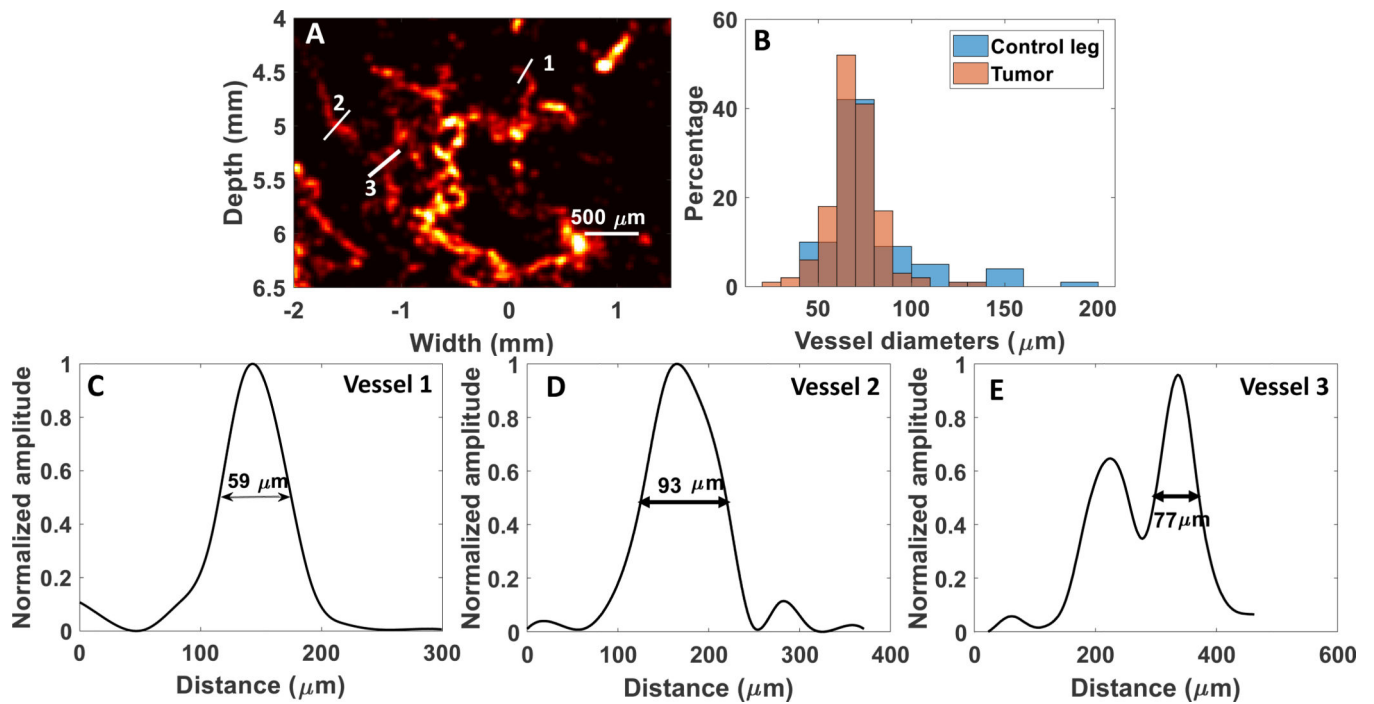 A
1
2
3
500 μm
4
4.5
5
5.5
6
6.5
Depth (mm)
-2
-1
0
1
Width (mm)
B
Control leg
Tumor
60
40
20
0
Percentage
50
100
150
200
Vessel diameters (μm)
C
Vessel 1
59 μm
1
0.8
0.6
0.4
0.2
0
Normalized amplitude
0
100
200
300
Distance (μm)
D
Vessel 2
93 μm
1
0.8
0.6
0.4
0.2
0
Normalized amplitude
0
100
200
300
400
Distance (μm)
E
Vessel 3
77μm
1
0.8
0.6
0.4
0.2
0
Normalized amplitude
0
200
400
600
Distance (μm)